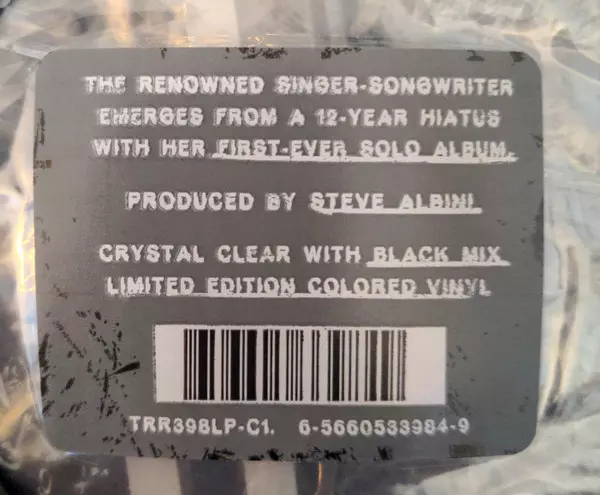 THE RENOWNED SINGER-SONGWRITER
EMERGES FROM A 12-YEAR HIATUS
WITH HER FIRST-EVER SOLO ALBUM.
PRODUCED BY STEVE ALBINI.
CRYSTAL CLEAR WITH BLACK MIX
LIMITED EDITION COLORED VINYL
TRR398LP-C1. 6-5660533984-9